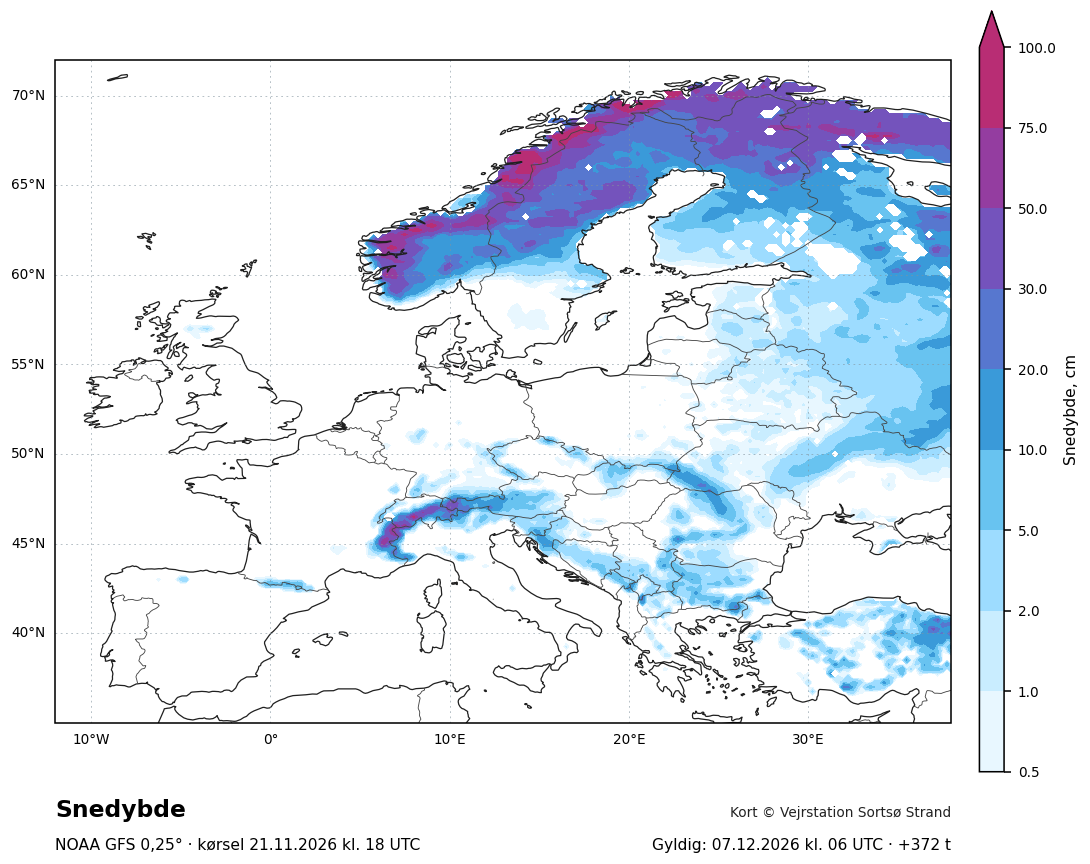 100.0
70°N
75.0
65°N
50.0
60°N
30.0
55°N
20.0
Snedybde, cm
50°N
10.0
45°N
5.0
40°N
2.0
1.0
10°W 0° 10°E 20°E 30°E
0.5
Snedybde
Kort © Vejrstation Sortsø Strand
NOAA GFS 0,25° · kørsel 21.11.2026 kl. 18 UTC
Gyldig: 07.12.2026 kl. 06 UTC · +372 t